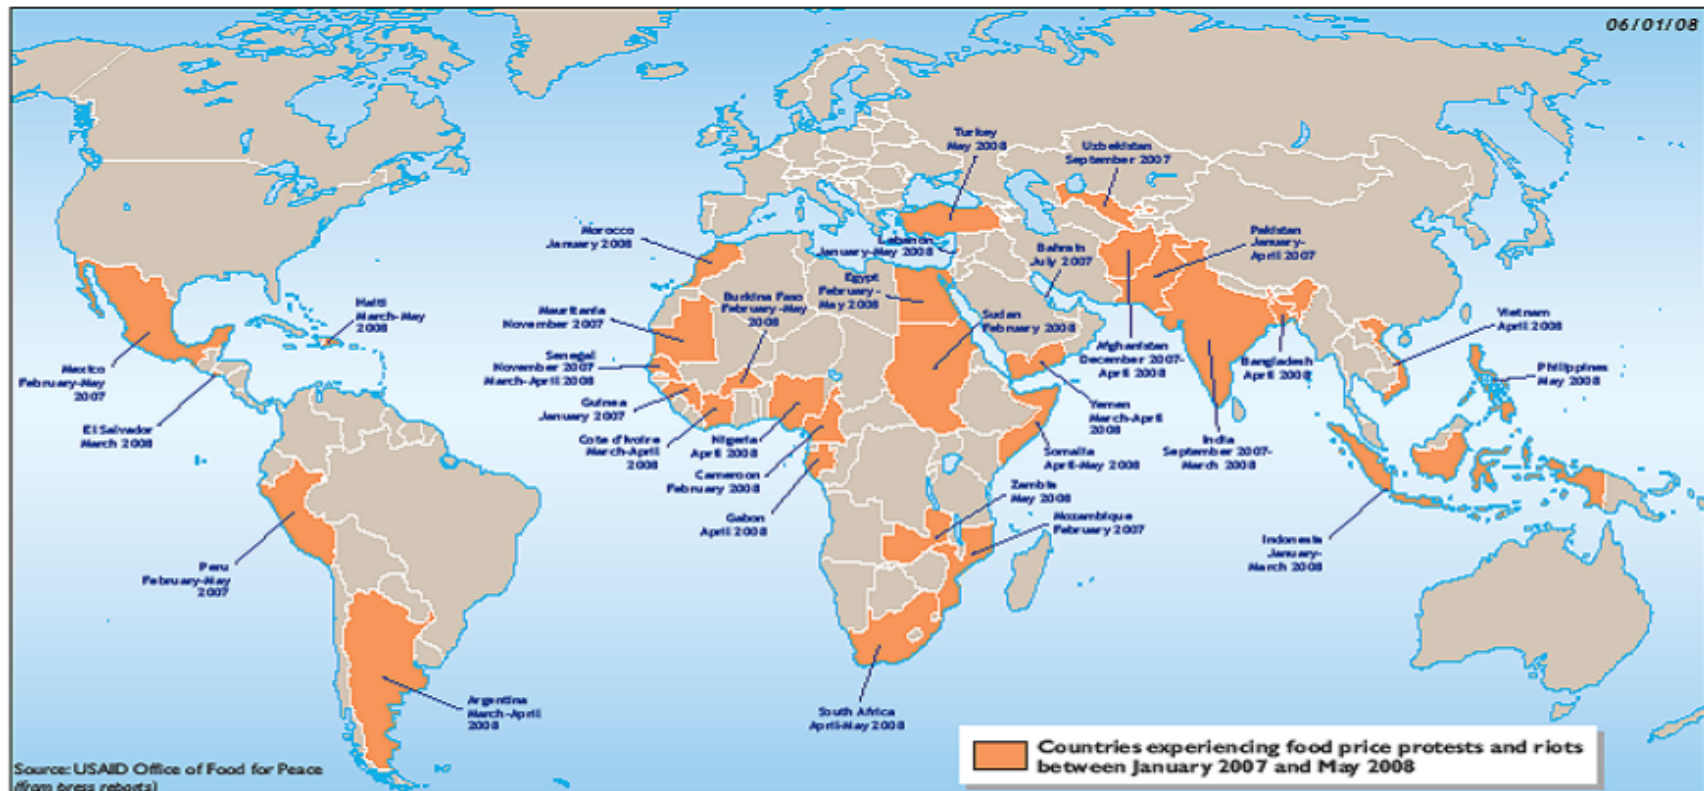 06/01/08
Turkey
May 2008
Uzbekistan
September 2007
Morocco
January 2008
Lebanon
January-May 2008
Bahrain
July 2007
Pakistan
January-
April 2007
Egypt
February -
May 2008
Burkina Faso
February -May
2008
Haiti
March-May
2008
Mauritania
November 2007
Sudan
February 2008
Vietnam
April 2008
Senegal
November 2007
March-April 2008
Afghanistan
December 2007-
April 2008
Bangladesh
April 2008
Mexico
February-May
2007
Philippines
May 2008
Guinea
January 2007
Yemen
March-April
2008
El Salvador
March 2008
Cote d'Ivoire
March-April
2008
Nigeria
April 2008
India
September 2007-
March 2008
Somalia
April-May 2008
Cameroon
February 2008
Zambia
May 2008
Gabon
April 2008
Mozambique
February 2007
Indonesia
January-
March 2008
Peru
February-May
2007
Argentina
March-April
2008
South Africa
April-May 2008
Countries experiencing food price protests and riots
between January 2007 and May 2008
Source: USAID Office of Food for Peace
(from press reports)